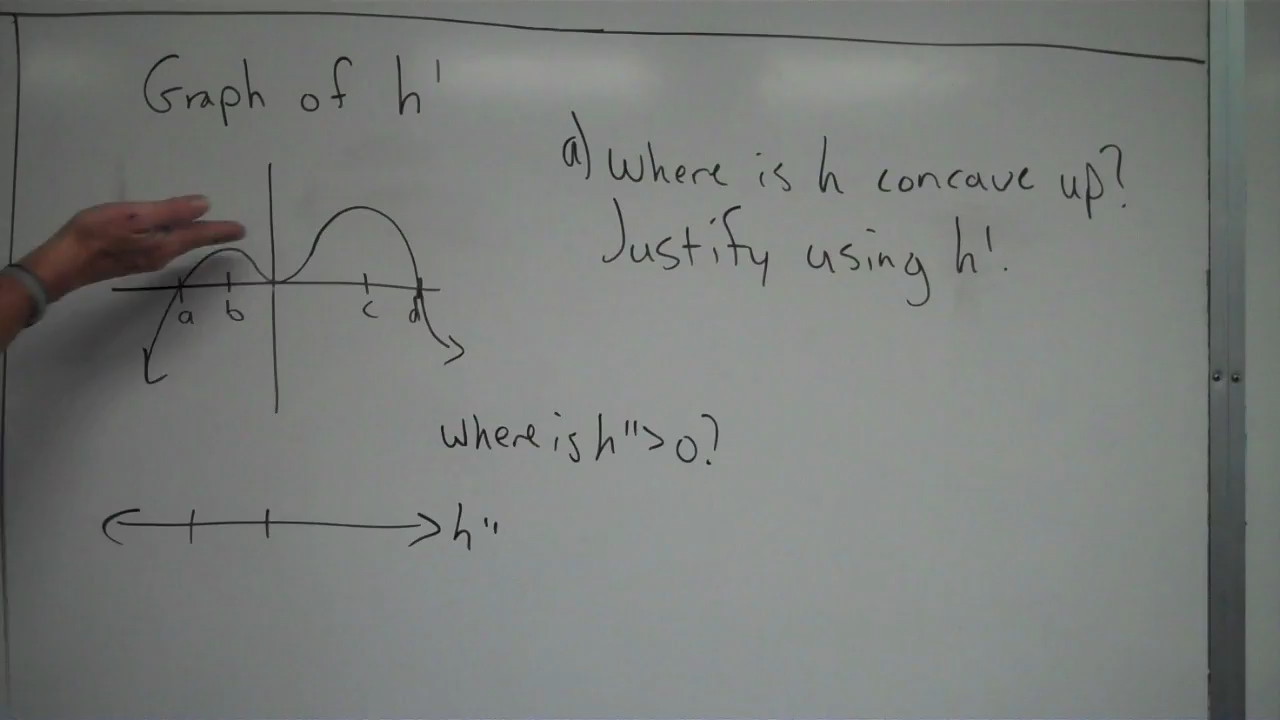 Graph of h'
a) Where is h concave up?
Justify using h'.
a b c d
where is h">0?
h"